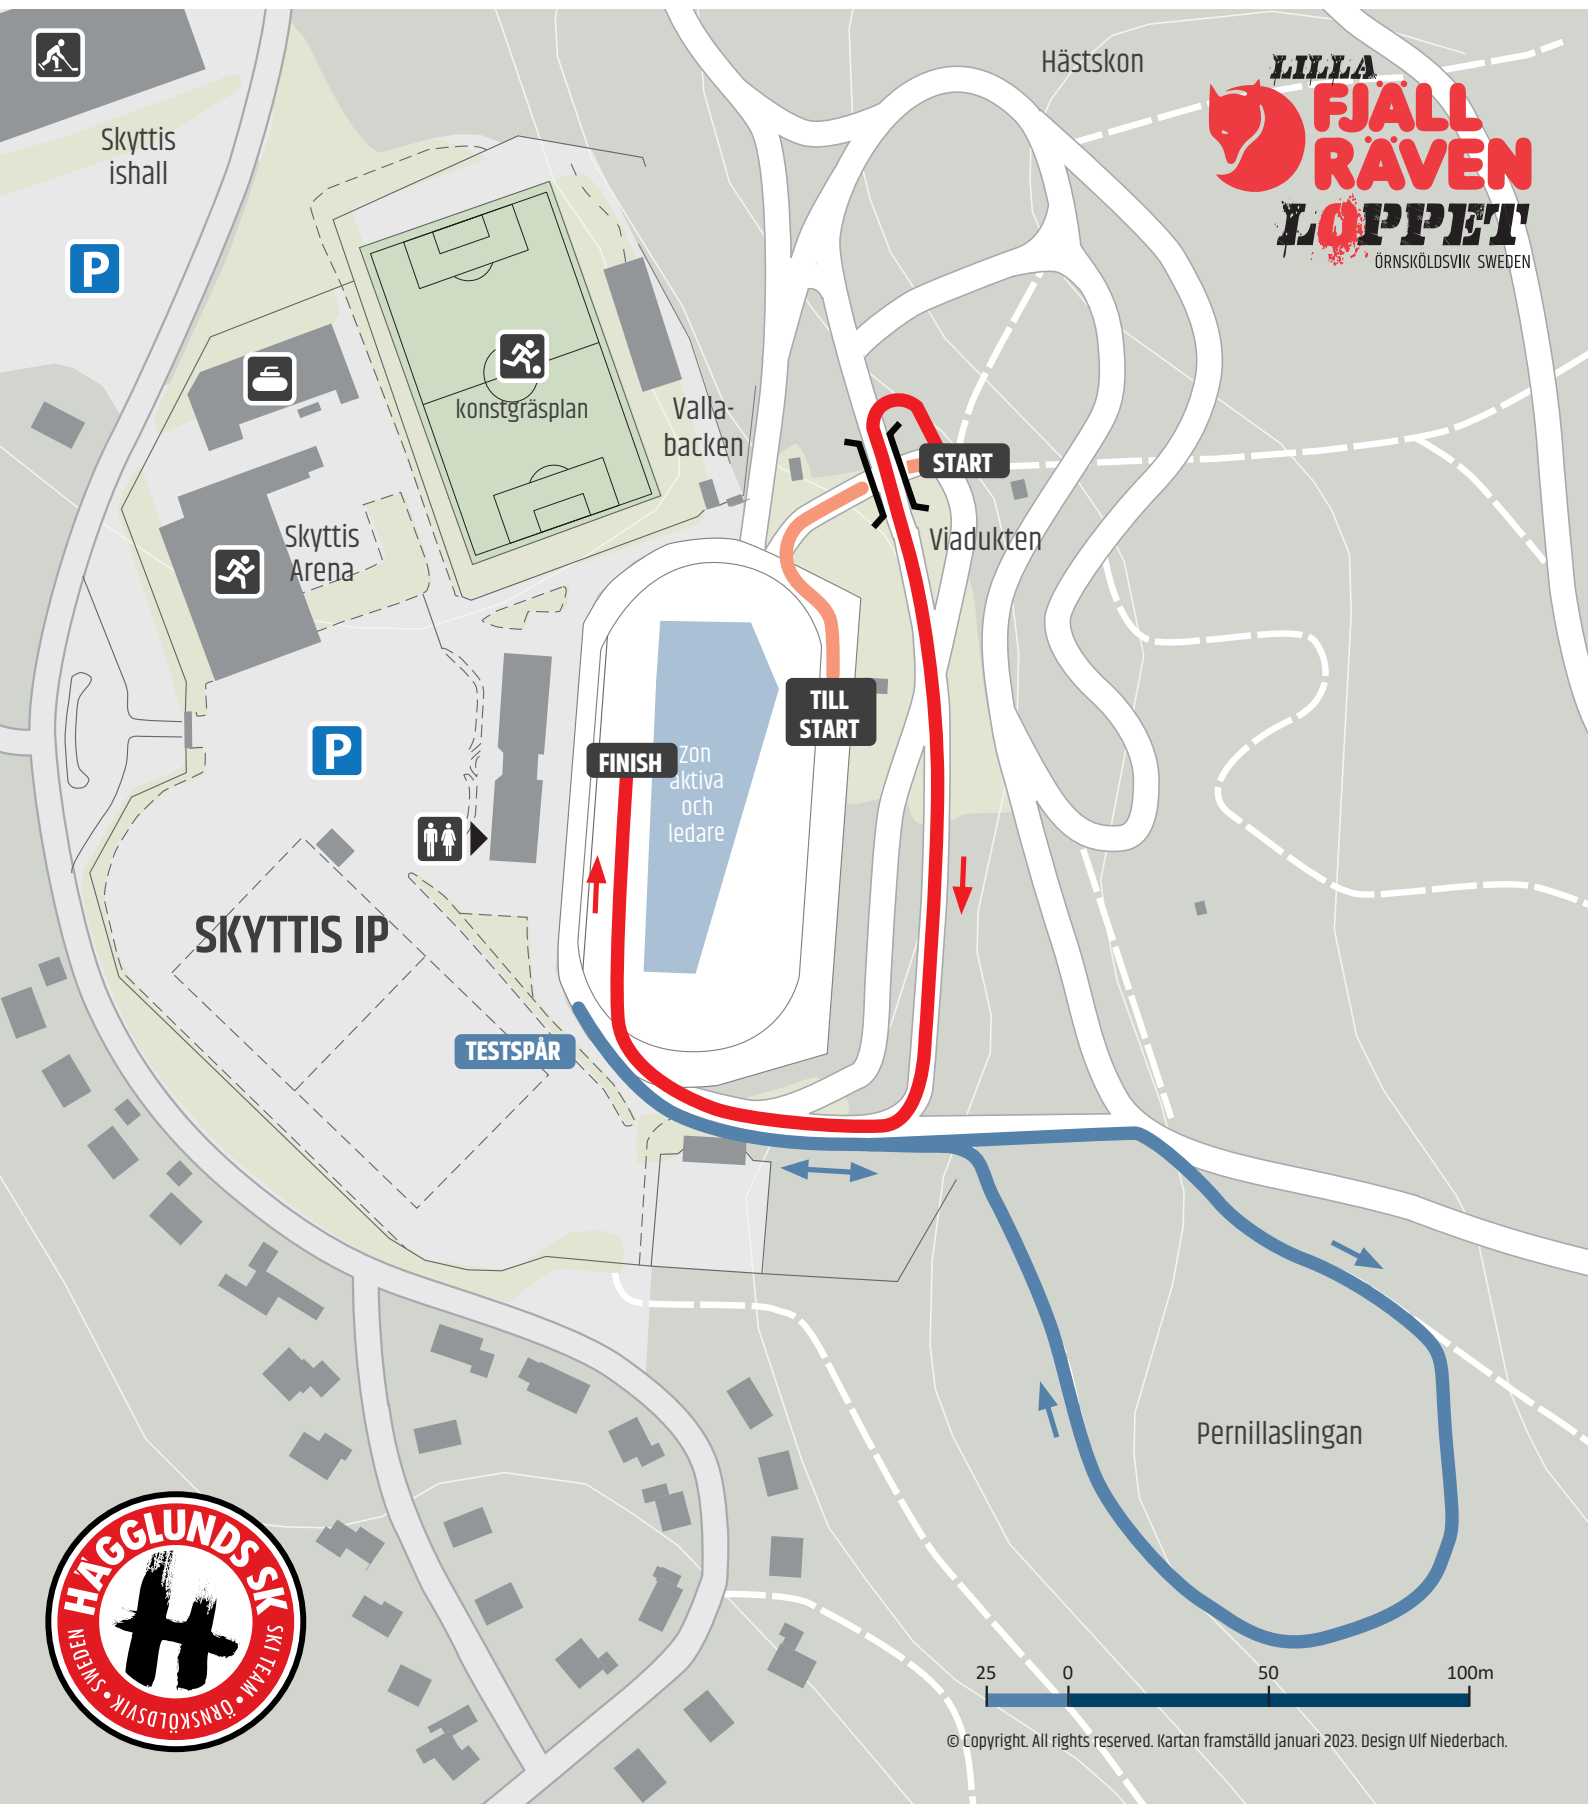 Hästskon
LILLA
FJÄLL
RÄVEN
LOPPET
ÖRNSKÖLDSVIK SWEDEN
Skyttis
ishall
P
konstgräsplan
Valla-
backen
START
Viadukten
Skyttis
Arena
TILL
START
P
FINISH
Zon
aktiva
och
ledare
SKYTTIS IP
TESTSPÅR
Pernillaslingan
HÄGGLUNDS SK
SKI TEAM • ÖRNSKÖLDSVIK • SWEDEN
25 0 50 100m
© Copyright. All rights reserved. Kartan framställd januari 2023. Design Ulf Niederbach.